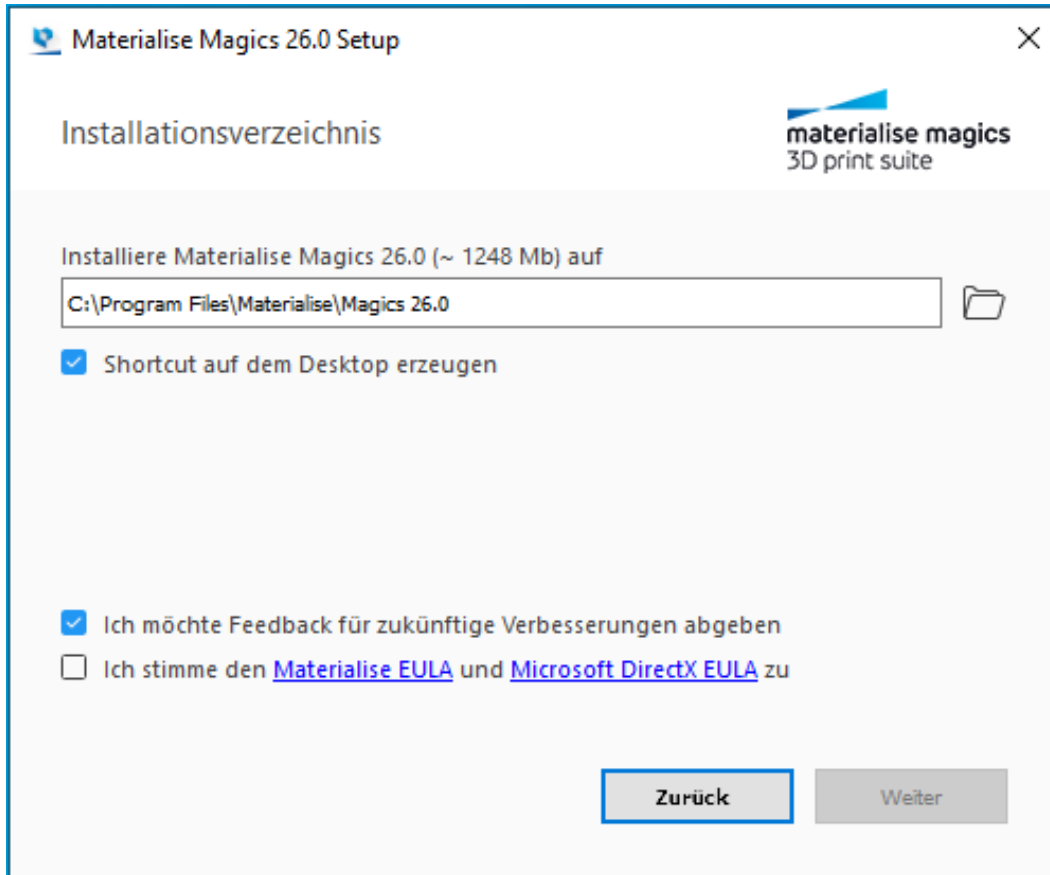 Materialise Magics 26.0 Setup
Installationsverzeichnis
materialise magics
3D print suite
Installiere Materialise Magics 26.0 (~ 1248 Mb) auf
C:\Program Files\Materialise\Magics 26.0
Shortcut auf dem Desktop erzeugen
Ich möchte Feedback für zukünftige Verbesserungen abgeben
Ich stimme den Materialise EULA und Microsoft DirectX EULA zu
Zurück Weiter